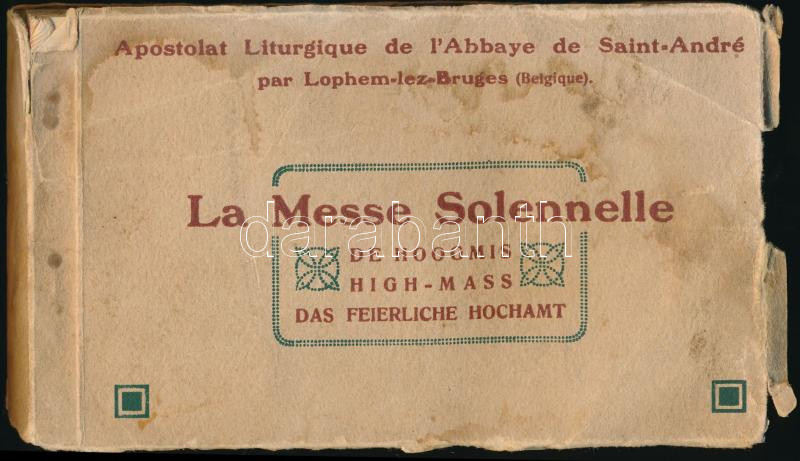 Apostolat Liturgique de l'Abbaye de Saint-André
par Lophem-lez-Bruges (Belgique).
La Messe Solennelle
darabanth
DE HOOGMIS
HIGH-MASS
DAS FEIERLICHE HOCHAMT